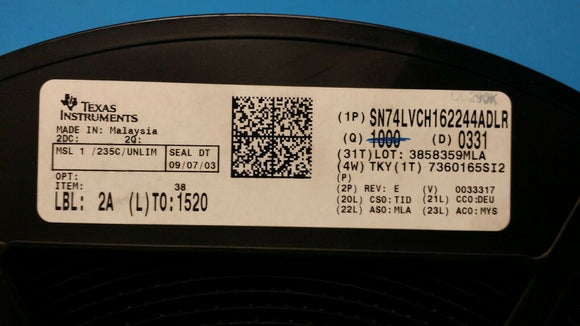 TEXAS
INSTRUMENTS
MADE IN: Malaysia
2DC: 2Q:
MSL 1 /235C/UNLIM
SEAL DT
09/07/03
OPT:
ITEM:
38
LBL: 2A (L)TO:1520
(1P) SN74LVCH162244ADLR
(Q) 1000 (D) 0331
(31T)LOT: 3858359MLA
(4W) TKY(1T) 7360165SI2
(P)
(2P) REV: E (V) 0033317
(20L) CSO:TID (21L) CCO:DEU
(22L) ASO:MLA (23L) ACO:MYS